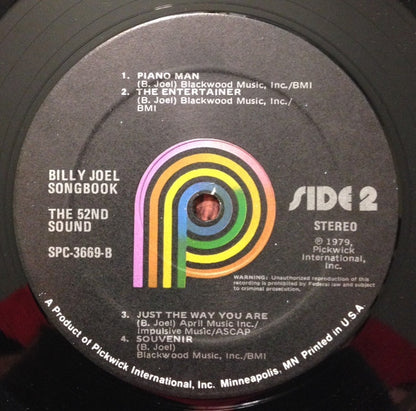 1. PIANO MAN
(B. Joel) Blackwood Music, Inc./BMI
2. THE ENTERTAINER
(B. Joel) Blackwood Music, Inc./
BMI
BILLY JOEL
SONGBOOK
THE 52ND
SOUND
SPC-3669-B
SIDE 2
STEREO
℗ 1979,
Pickwick
International,
Inc.
WARNING: Unauthorized reproduction of this
recording is prohibited by Federal law and subject
to criminal prosecution.
3. JUST THE WAY YOU ARE
(B. Joel) April Music Inc./
Impulsive Music/ASCAP
4. SOUVENIR
(B. Joel)
Blackwood Music, Inc./BMI
A Product of Pickwick International, Inc. Minneapolis, MN Printed in U.S.A.